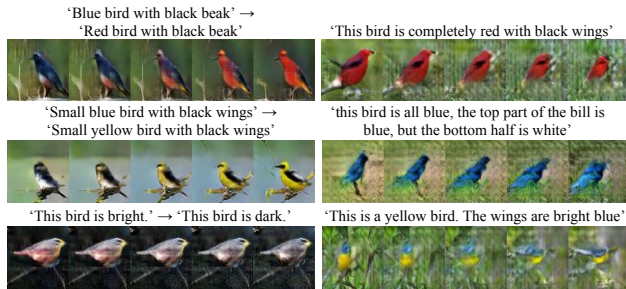 ‘Blue bird with black beak’ →
‘Red bird with black beak’
‘This bird is completely red with black wings’
‘Small blue bird with black wings’ →
‘Small yellow bird with black wings’
‘this bird is all blue, the top part of the bill is
blue, but the bottom half is white’
‘This bird is bright.’ → ‘This bird is dark.’
‘This is a yellow bird. The wings are bright blue’